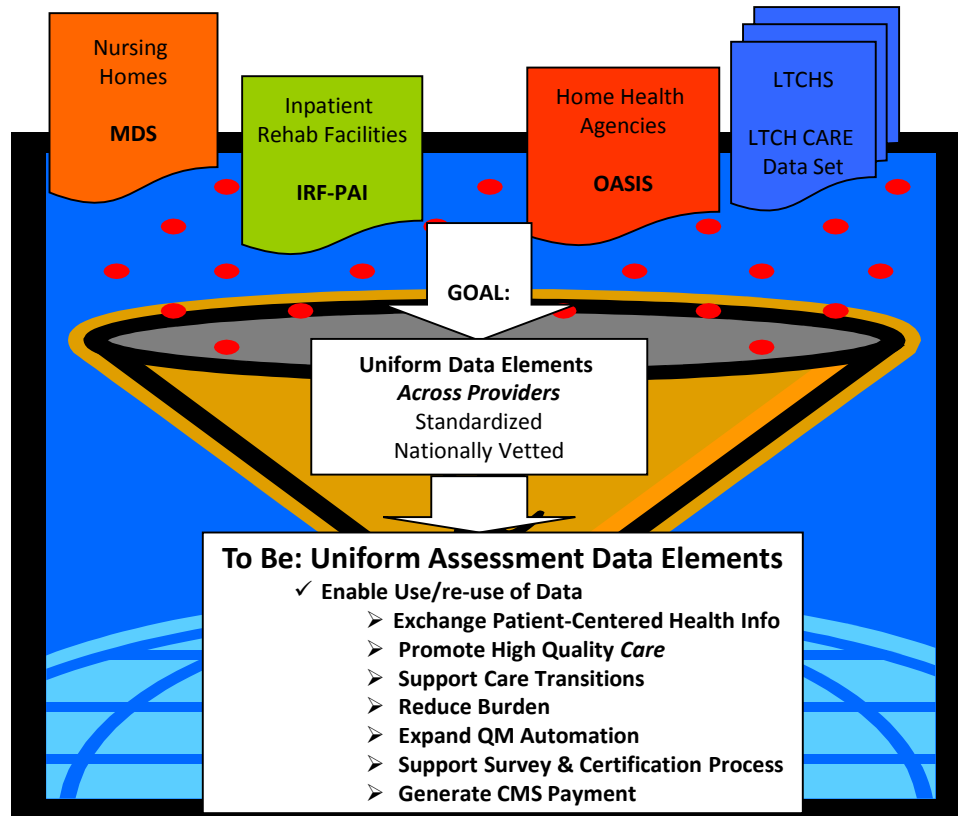 Nursing
Homes
MDS
Inpatient
Rehab Facilities
IRF-PAI
Home Health
Agencies
OASIS
LTCHS
LTCH CARE
Data Set
GOAL:
Uniform Data Elements
Across Providers
Standardized
Nationally Vetted
To Be: Uniform Assessment Data Elements
✓ Enable Use/re-use of Data
➢ Exchange Patient-Centered Health Info
➢ Promote High Quality Care
➢ Support Care Transitions
➢ Reduce Burden
➢ Expand QM Automation
➢ Support Survey & Certification Process
➢ Generate CMS Payment